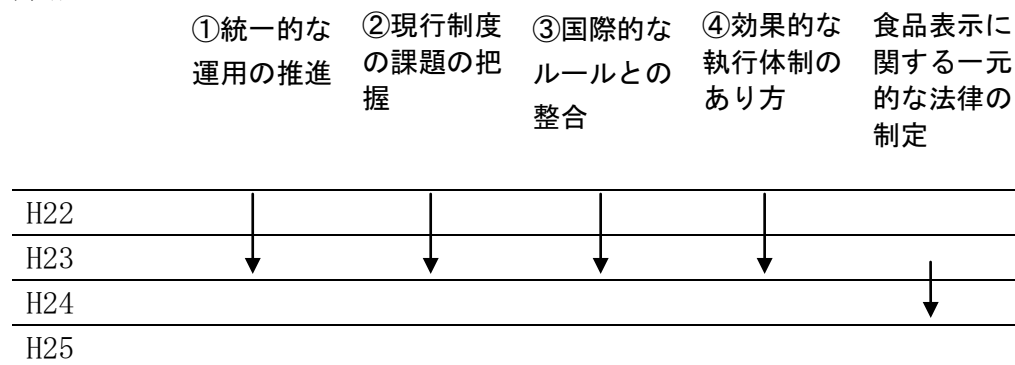 ①統一的な
運用の推進
②現行制度
の課題の把
握
③国際的な
ルールとの
整合
④効果的な
執行体制の
あり方
食品表示に
関する一元
的な法律の
制定
H22
H23
H24
H25